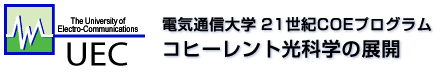 The University of
Electro-Communications
UEC
電気通信大学 21世紀COEプログラム
コヒーレント光科学の展開